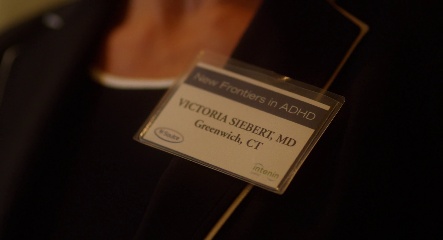 New Frontiers in ADHD
VICTORIA SIEBERT, MD
Greenwich, CT